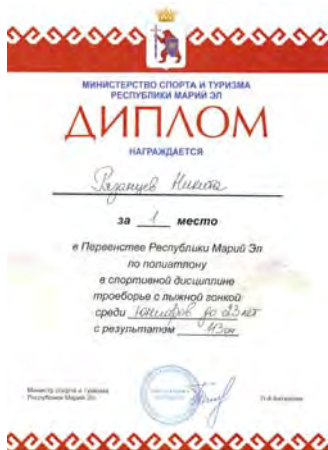 МИНИСТЕРСТВО СПОРТА И ТУРИЗМА
РЕСПУБЛИКИ МАРИЙ ЭЛ
ДИПЛОМ
НАГРАЖДАЕТСЯ
Рязанцев Никита
за 1 место
в Первенстве Республики Марий Эл
по полиатлону
в спортивной дисциплине
троеборье с лыжной гонкой
среди Юниоров до 23 лет
с результатом
Министр спорта и туризма
Республики Марий Эл